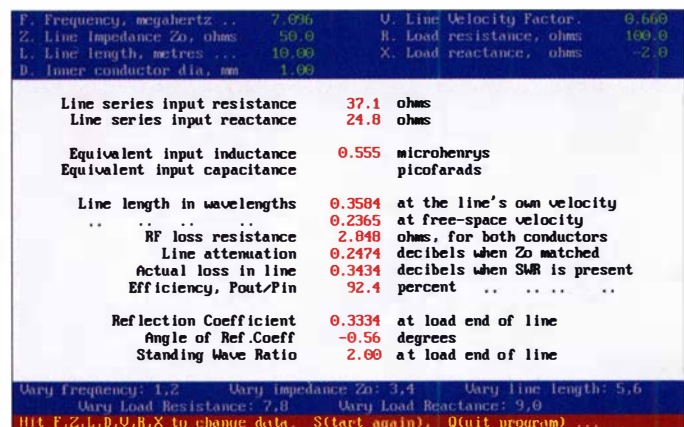 F. Frequency, megahertz .. 7.096 V. Line Velocity Factor. 0.660
Z. Line Impedance Zo, ohms 50.0 R. Load resistance, ohms 100.0
L. Line length, metres ... 10.00 X. Load reactance, ohms -2.0
D. Inner conductor dia, mm 1.00
Line series input resistance 37.1 ohms
Line series input reactance 24.8 ohms
Equivalent input inductance 0.555 microhenrys
Equivalent input capacitance picofarads
Line length in wavelengths 0.3584 at the line's own velocity
.. .. .. .. 0.2365 at free-space velocity
RF loss resistance 2.848 ohms, for both conductors
Line attenuation 0.2474 decibels when Zo matched
Actual loss in line 0.3434 decibels when SWR is present
Efficiency, Pout/Pin 92.4 percent .. .. .. ..
Reflection Coefficient 0.3334 at load end of line
Angle of Ref.Coeff -0.56 degrees
Standing Wave Ratio 2.00 at load end of line
Vary frequency: 1,2 Vary impedance Zo: 3,4 Vary line length: 5,6
Vary Load Resistance: 7,8 Vary Load Reactance: 9,0
Hit F,Z,L,D,V,R,X to change data. S(tart again). Q(uit program) ...